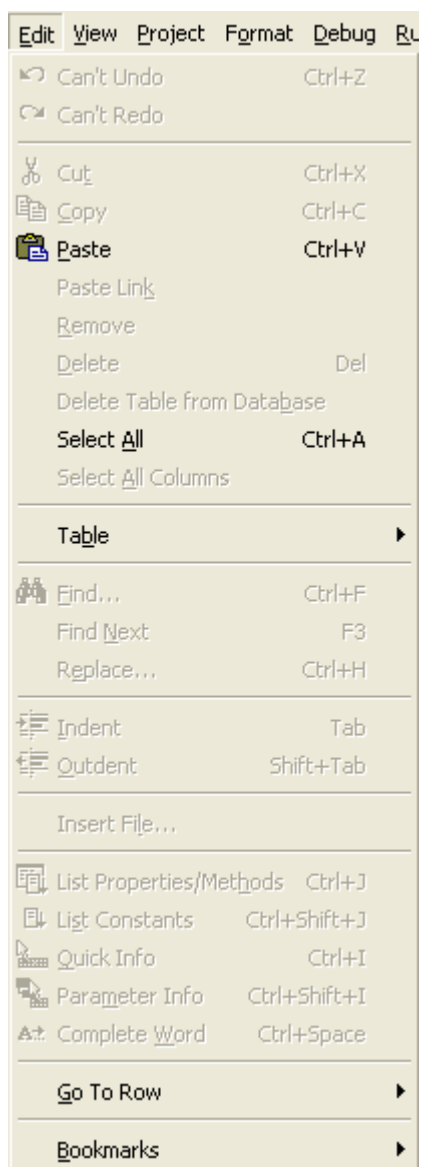 Edit View Project Format Debug Ru
Can't Undo Ctrl+Z
Can't Redo
Cut Ctrl+X
Copy Ctrl+C
Paste Ctrl+V
Paste Link
Remove
Delete Del
Delete Table from Database
Select All Ctrl+A
Select All Columns
Table
Find... Ctrl+F
Find Next F3
Replace... Ctrl+H
Indent Tab
Outdent Shift+Tab
Insert File...
List Properties/Methods Ctrl+J
List Constants Ctrl+Shift+J
Quick Info Ctrl+I
Parameter Info Ctrl+Shift+I
Complete Word Ctrl+Space
Go To Row
Bookmarks